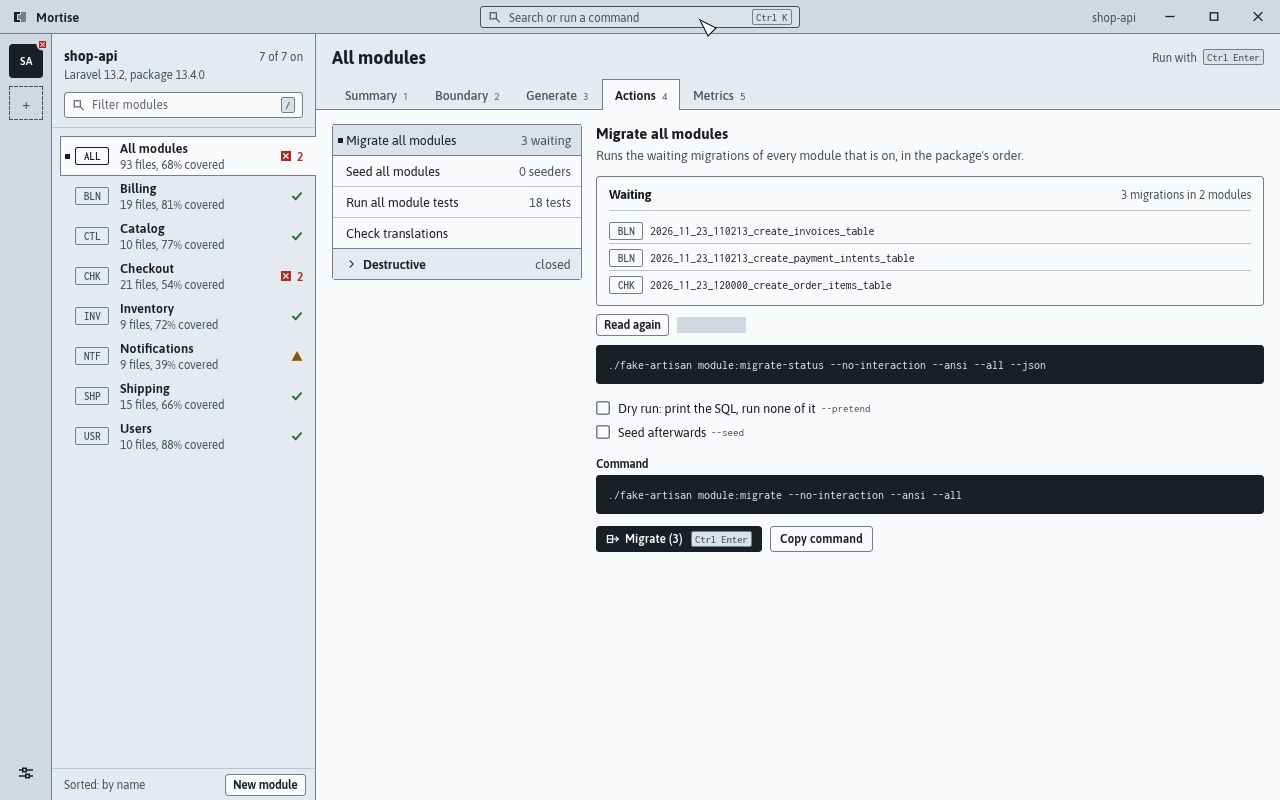 Mortise
Search or run a command Ctrl K
shop-api
SA
+
shop-api 7 of 7 on
Laravel 13.2, package 13.4.0
Filter modules /
ALL All modules 93 files, 68% covered 2
BLN Billing 19 files, 81% covered
CTL Catalog 10 files, 77% covered
CHK Checkout 21 files, 54% covered 2
INV Inventory 9 files, 72% covered
NTF Notifications 9 files, 39% covered
SHP Shipping 15 files, 66% covered
USR Users 10 files, 88% covered
Sorted: by name New module
All modules Run with Ctrl Enter
Summary 1 Boundary 2 Generate 3 Actions 4 Metrics 5
Migrate all modules 3 waiting
Seed all modules 0 seeders
Run all module tests 18 tests
Check translations
Destructive closed
Migrate all modules
Runs the waiting migrations of every module that is on, in the package's order.
Waiting 3 migrations in 2 modules
BLN 2026_11_23_110213_create_invoices_table
BLN 2026_11_23_110213_create_payment_intents_table
CHK 2026_11_23_120000_create_order_items_table
Read again
./fake-artisan module:migrate-status --no-interaction --ansi --all --json
Dry run: print the SQL, run none of it --pretend
Seed afterwards --seed
Command
./fake-artisan module:migrate --no-interaction --ansi --all
Migrate (3) Ctrl Enter Copy command